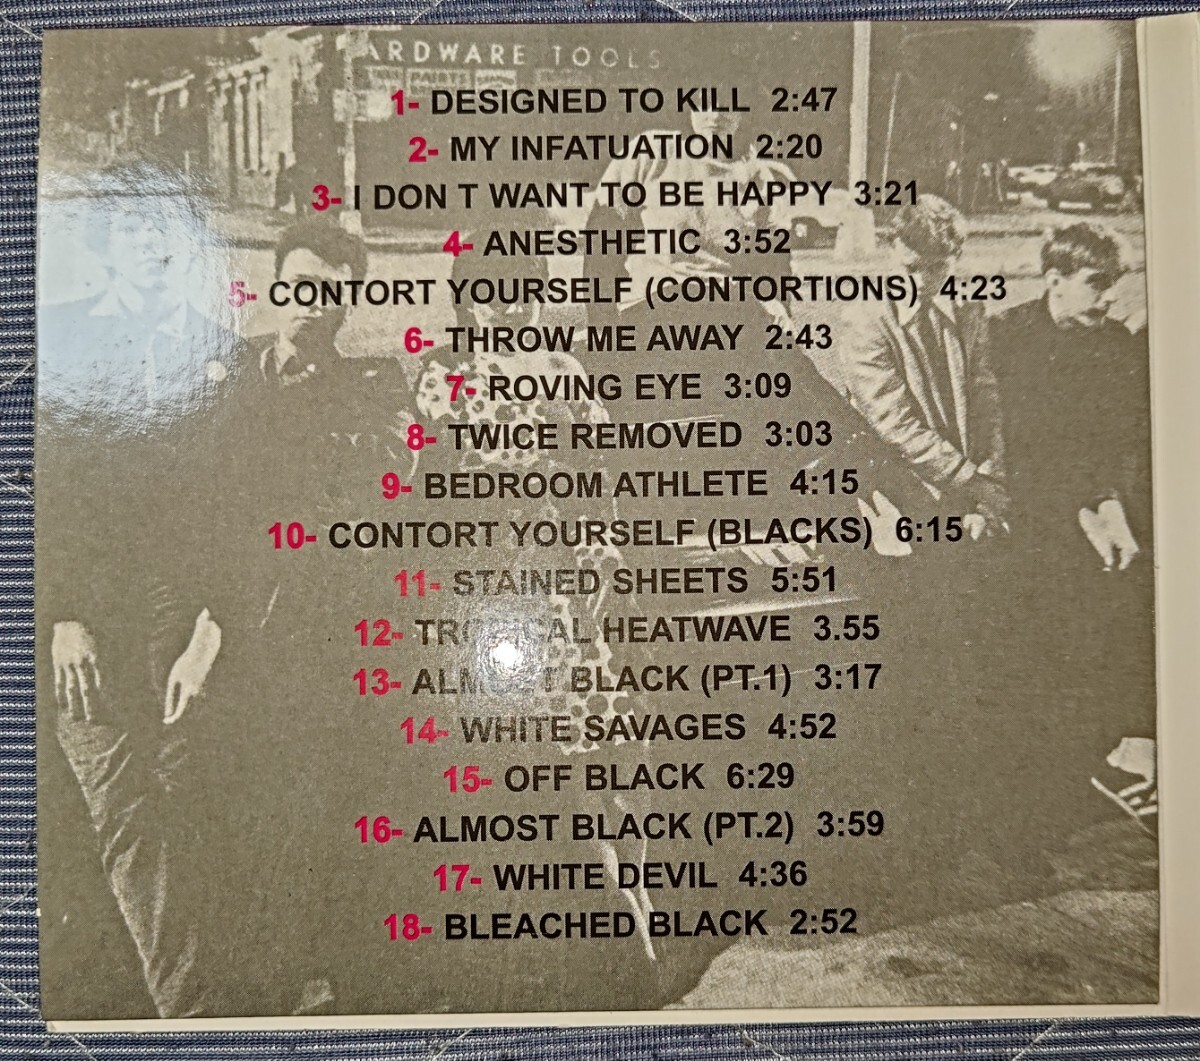 ARDWARE TOOLS
PAINTS
1- DESIGNED TO KILL 2:47
2- MY INFATUATION 2:20
3- I DON T WANT TO BE HAPPY 3:21
4- ANESTHETIC 3:52
5- CONTORT YOURSELF (CONTORTIONS) 4:23
6- THROW ME AWAY 2:43
7- ROVING EYE 3:09
8- TWICE REMOVED 3:03
9- BEDROOM ATHLETE 4:15
10- CONTORT YOURSELF (BLACKS) 6:15
11- STAINED SHEETS 5:51
12- TROPICAL HEATWAVE 3.55
13- ALMOST BLACK (PT.1) 3:17
14- WHITE SAVAGES 4:52
15- OFF BLACK 6:29
16- ALMOST BLACK (PT.2) 3:59
17- WHITE DEVIL 4:36
18- BLEACHED BLACK 2:52